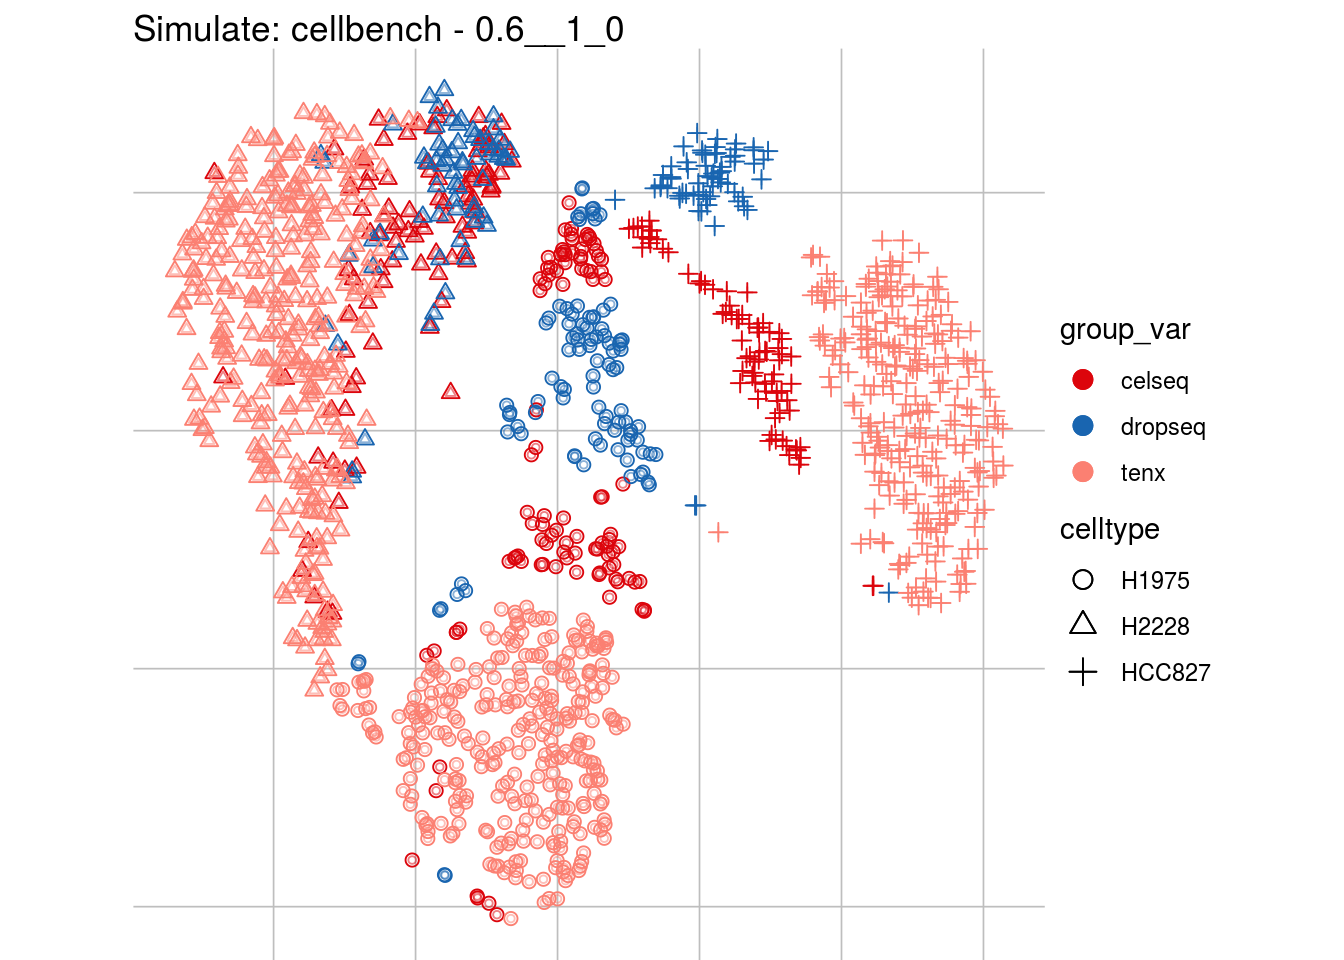 Simulate: cellbench - 0.6__1_0
group_var
celseq
dropseq
tenx
celltype
H1975
H2228
HCC827